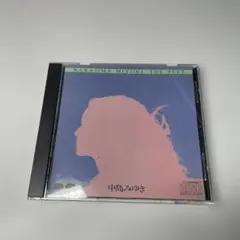 NAKAJIMA MIYUKI THE BEST
中島みゆき